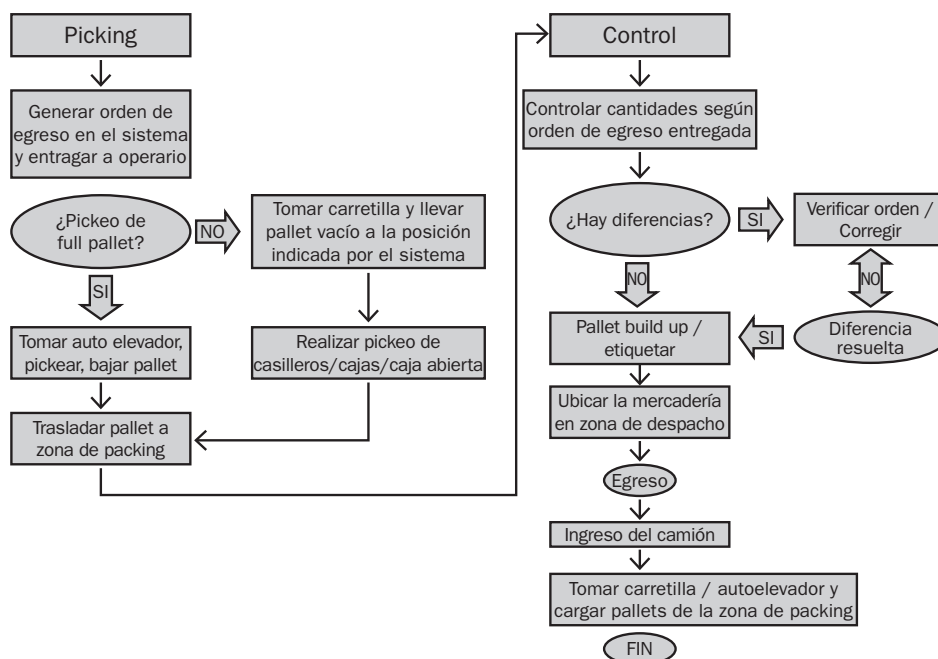 Picking
Generar orden de
egreso en el sistema
y entragar a operario
¿Pickeo de
full pallet?
NO
Tomar carretilla y llevar
pallet vacío a la posición
indicada por el sistema
SI
Tomar auto elevador,
pickear, bajar pallet
Realizar pickeo de
casilleros/cajas/caja abierta
Trasladar pallet a
zona de packing
Control
Controlar cantidades según
orden de egreso entregada
¿Hay diferencias?
SI
Verificar orden /
Corregir
NO
NO
Pallet build up /
etiquetar
SI
Diferencia
resuelta
Ubicar la mercadería
en zona de despacho
Egreso
Ingreso del camión
Tomar carretilla / autoelevador y
cargar pallets de la zona de packing
FIN